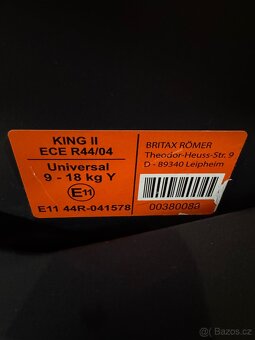 KING II
ECE R44/04
Universal
9 - 18 kg Y
E11
E11 44R-041578
BRITAX RÖMER
Theodor-Heuss-Str. 9
D - 89340 Leipheim
00380080
Bazoš.cz